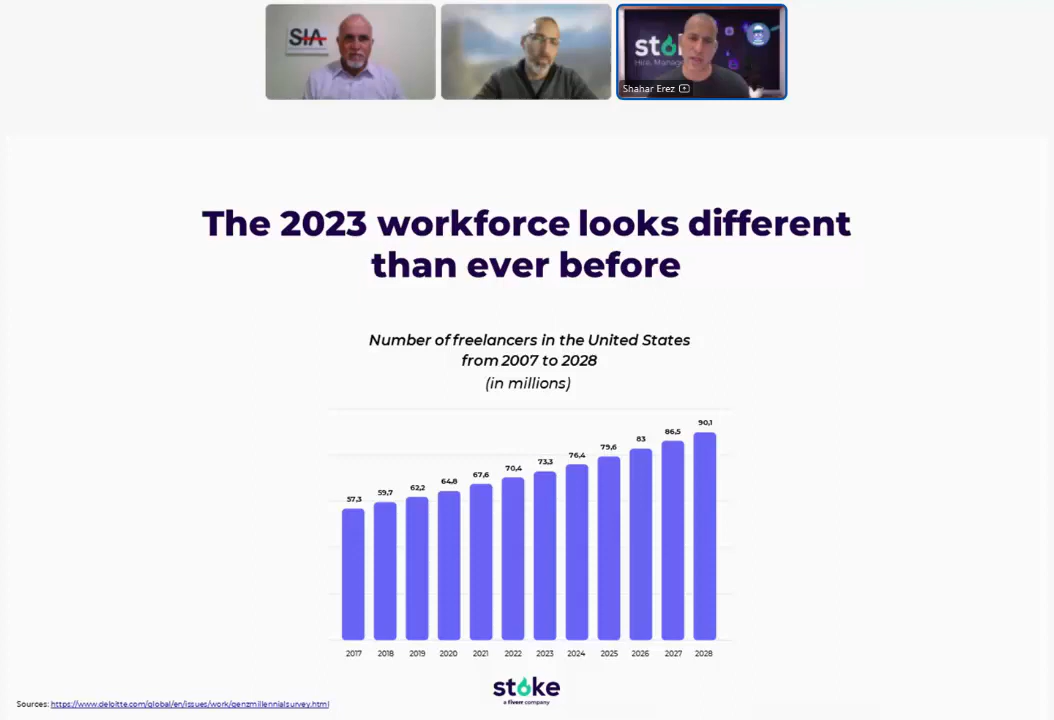 SIA
stoke
Hire. Manage
Shahar Erez
The 2023 workforce looks different
than ever before
Number of freelancers in the United States
from 2007 to 2028
(in millions)
57,3
59,7
62,2
64,8
67,6
70,4
73,3
76,4
79,6
83
86,5
90,1
2017 2018 2019 2020 2021 2022 2023 2024 2025 2026 2027 2028
stoke
a fiverr company
Sources: https://www.deloitte.com/global/en/issues/work/genzmillennialsurvey.html